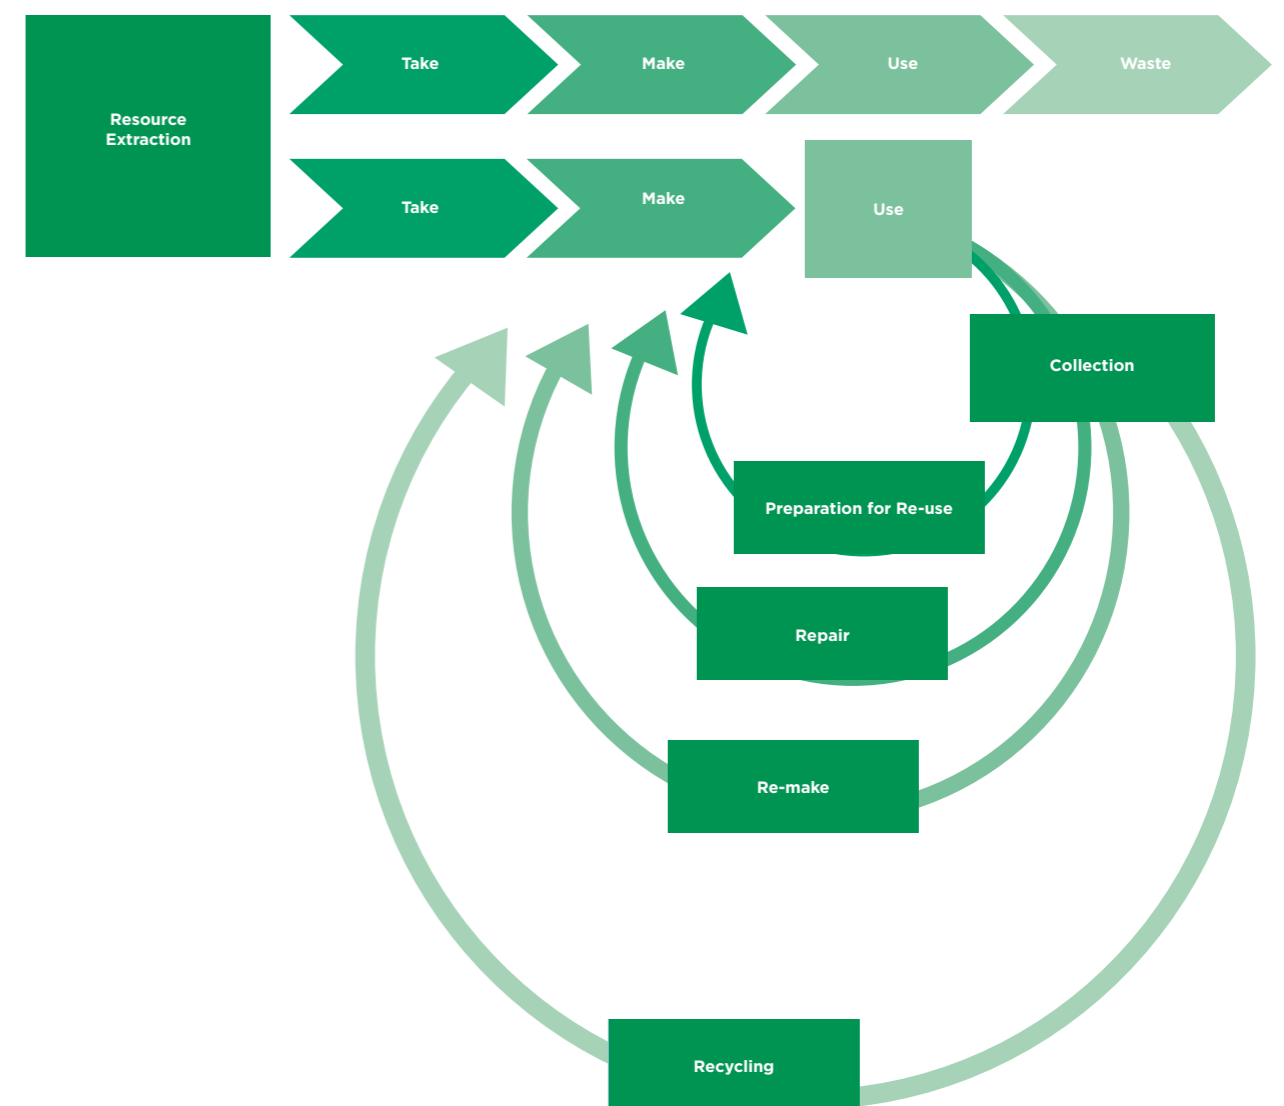 Resource
Extraction
Take
Make
Use
Waste
Take
Make
Use
Collection
Preparation for Re-use
Repair
Re-make
Recycling